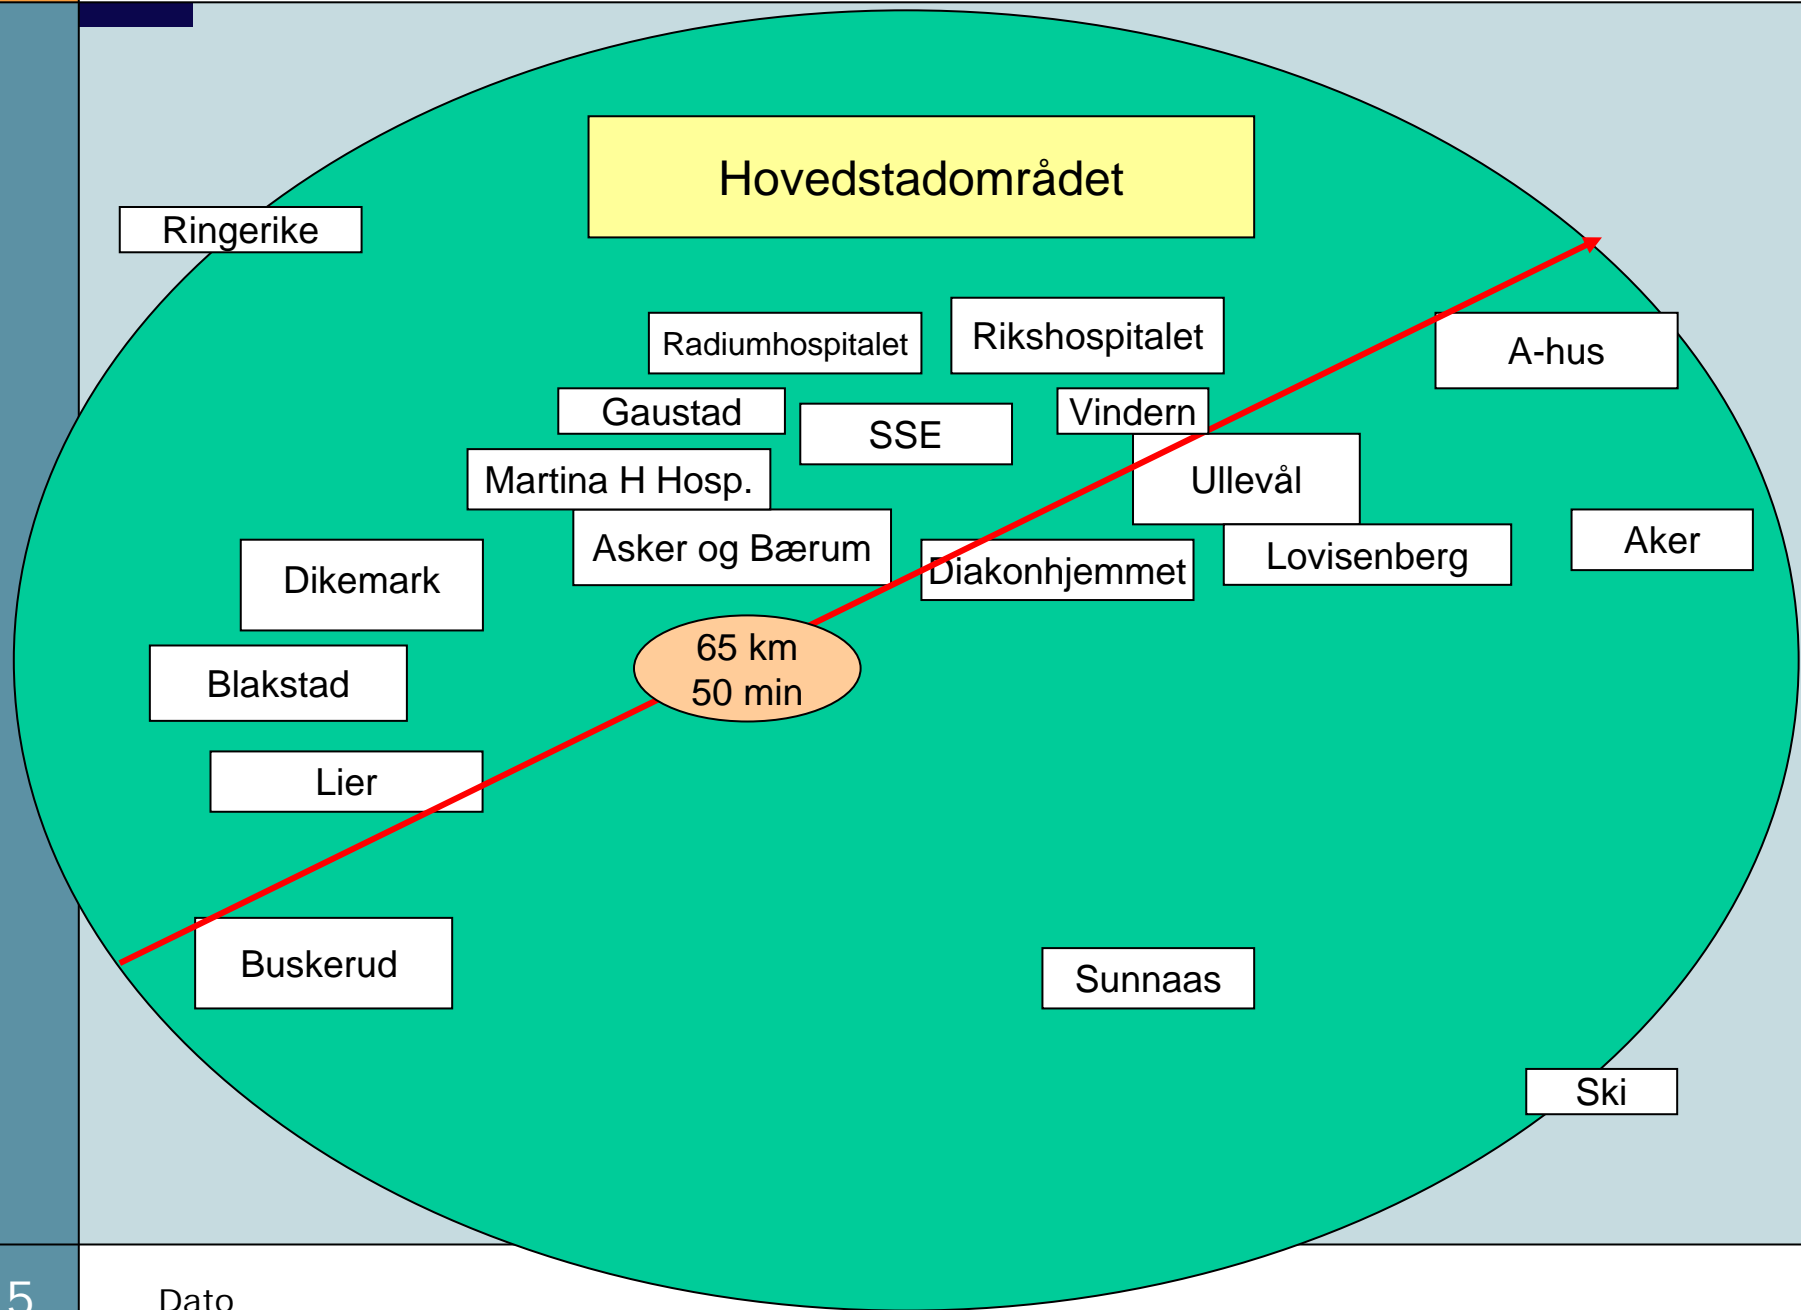 Hovedstadområdet
Ringerike
Radiumhospitalet
Rikshospitalet
A-hus
Gaustad
SSE
Vindern
Martina H Hosp.
Ullevål
Asker og Bærum
Diakonhjemmet
Lovisenberg
Aker
Dikemark
65 km
50 min
Blakstad
Lier
Buskerud
Sunnaas
Ski
5
Dato